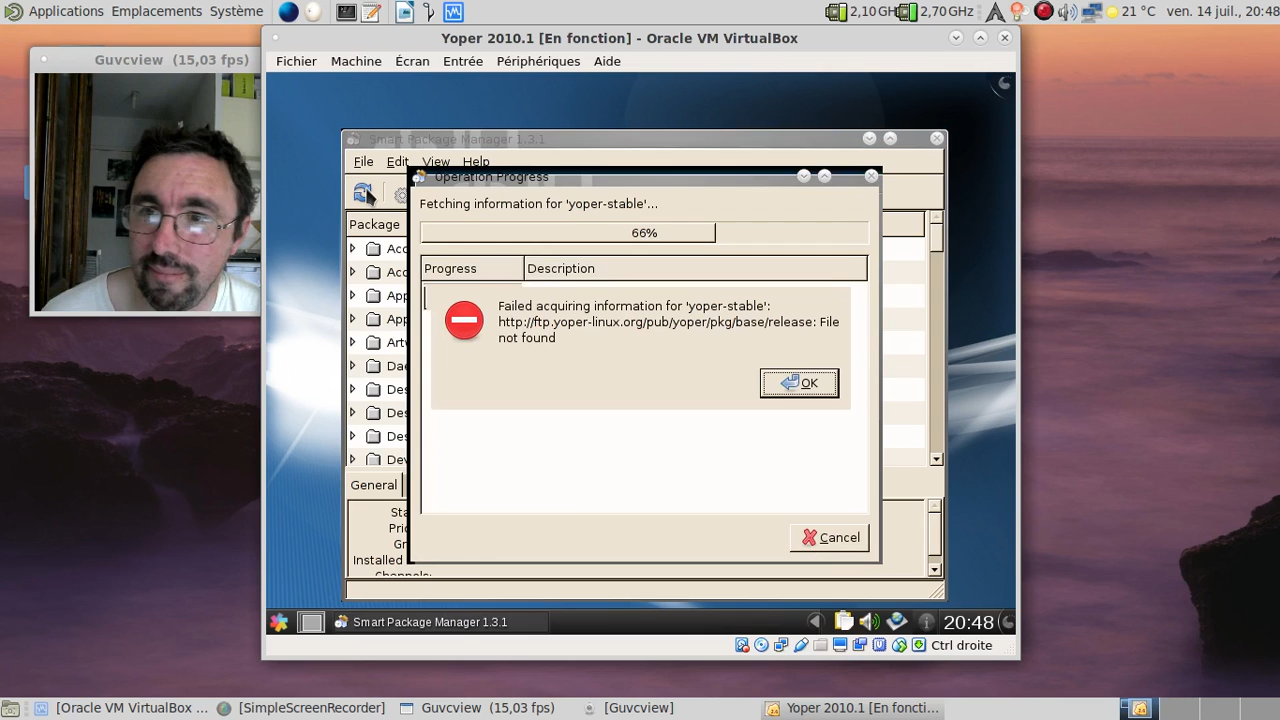 Applications Emplacements Système
2,10 GH 2,70 GHz 21 °C ven. 14 juil., 20:48
Guvcview (15,03 fps)
Yoper 2010.1 [En fonction] - Oracle VM VirtualBox
Fichier Machine Écran Entrée Périphériques Aide
Smart Package Manager 1.3.1
File Edit View Help
Operation Progress
Fetching information for 'yoper-stable'...
66%
Package
Progress Description
Failed acquiring information for 'yoper-stable':
http://ftp.yoper-linux.org/pub/yoper/pkg/base/release: File
not found
OK
General
Installed
Channels:
Cancel
Smart Package Manager 1.3.1 20:48
Ctrl droite
[Oracle VM VirtualBox ... [SimpleScreenRecorder] Guvcview (15,03 fps) [Guvcview] Yoper 2010.1 [En foncti...